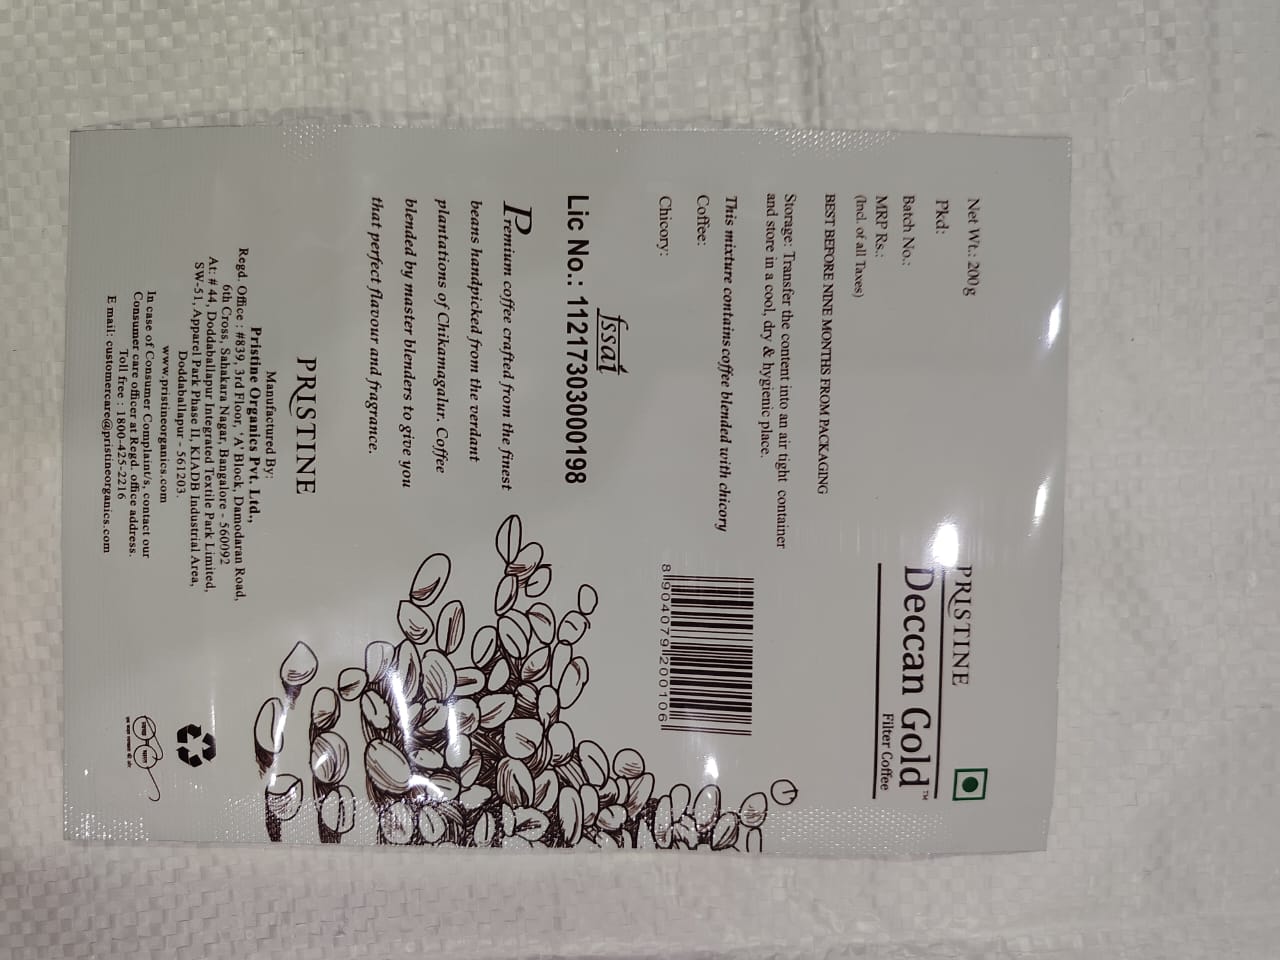 PRISTINE
Deccan Gold™
Filter Coffee
Net Wt.: 200g
Pkd:
Batch No.:
MRP Rs.:
(Incl. of all Taxes)
BEST BEFORE NINE MONTHS FROM PACKAGING
Storage: Transfer the content into an air tight container
and store in a cool, dry & hygienic place.
This mixture contains coffee blended with chicory
Coffee:
Chicory:
8 904079 200106
fssai
Lic No.: 11217303000198
Premium coffee crafted from the finest
beans handpicked from the verdant
plantations of Chikamagalur. Coffee
blended by master blenders to give you
that perfect flavour and fragrance.
PRISTINE
Manufactured By:
Pristine Organics Pvt. Ltd.,
Regd. Office : #839, 3rd Floor, 'A' Block, Damodaran Road,
6th Cross, Sahakara Nagar, Bangalore - 560092
At: # 44, Doddaballapur Integrated Textile Park Limited,
SW-51, Apparel Park Phase II, KIADB Industrial Area,
Doddaballapur - 561203.
www.pristineorganics.com
In case of Consumer Complaint/s, contact our
Consumer care officer at Regd. office address.
Toll free : 1800-425-2216
E mail: customercare@pristineorganics.com